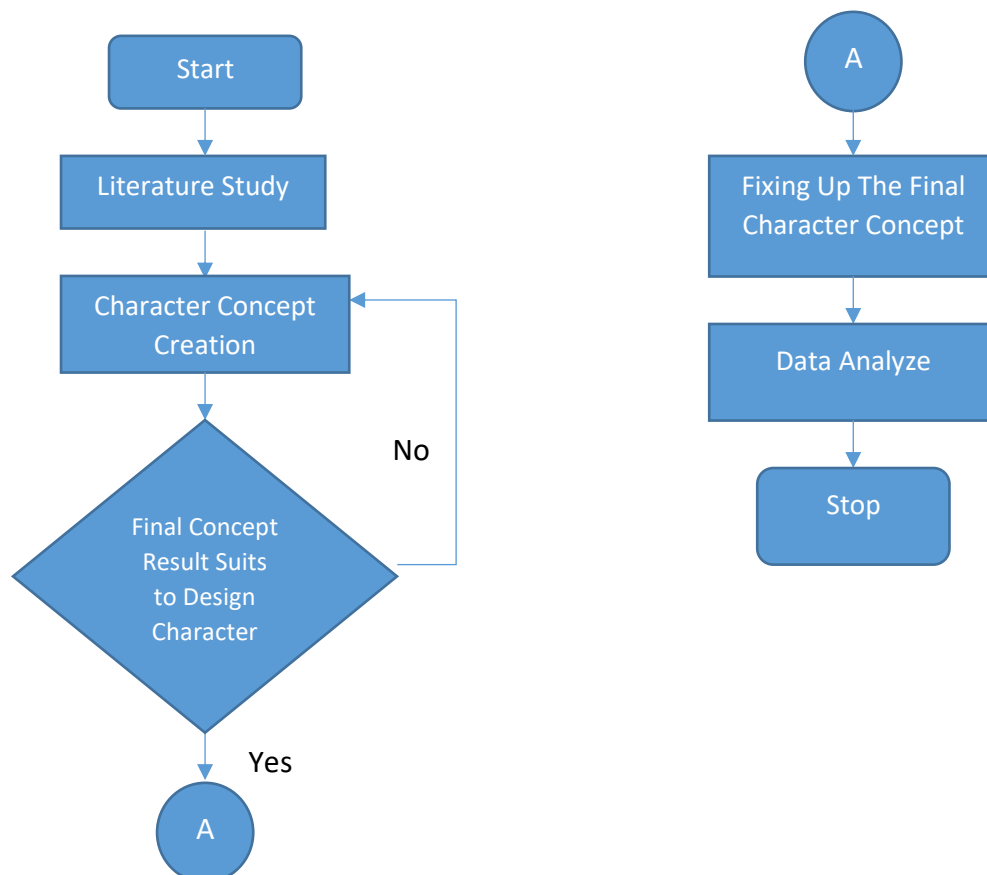 Start
Literature Study
Character Concept
Creation
No
Final Concept
Result Suits
to Design
Character
Yes
A
A
Fixing Up The Final
Character Concept
Data Analyze
Stop